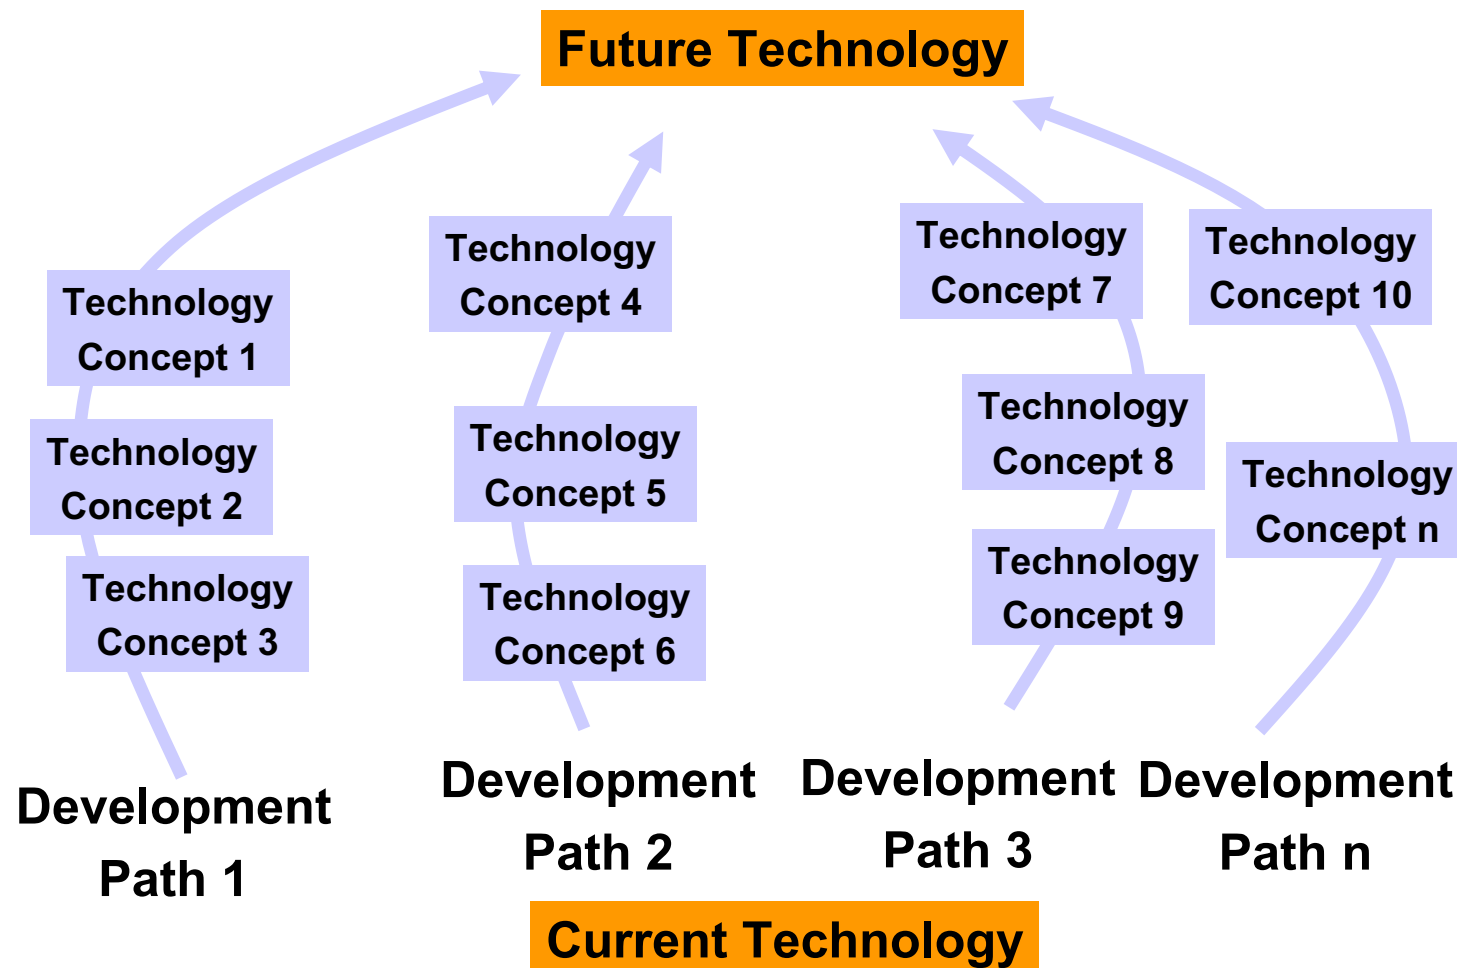 Future Technology
Technology
Concept 1
Technology
Concept 2
Technology
Concept 3
Technology
Concept 4
Technology
Concept 5
Technology
Concept 6
Technology
Concept 7
Technology
Concept 8
Technology
Concept 9
Technology
Concept 10
Technology
Concept n
Development
Path 1
Development
Path 2
Development
Path 3
Development
Path n
Current Technology